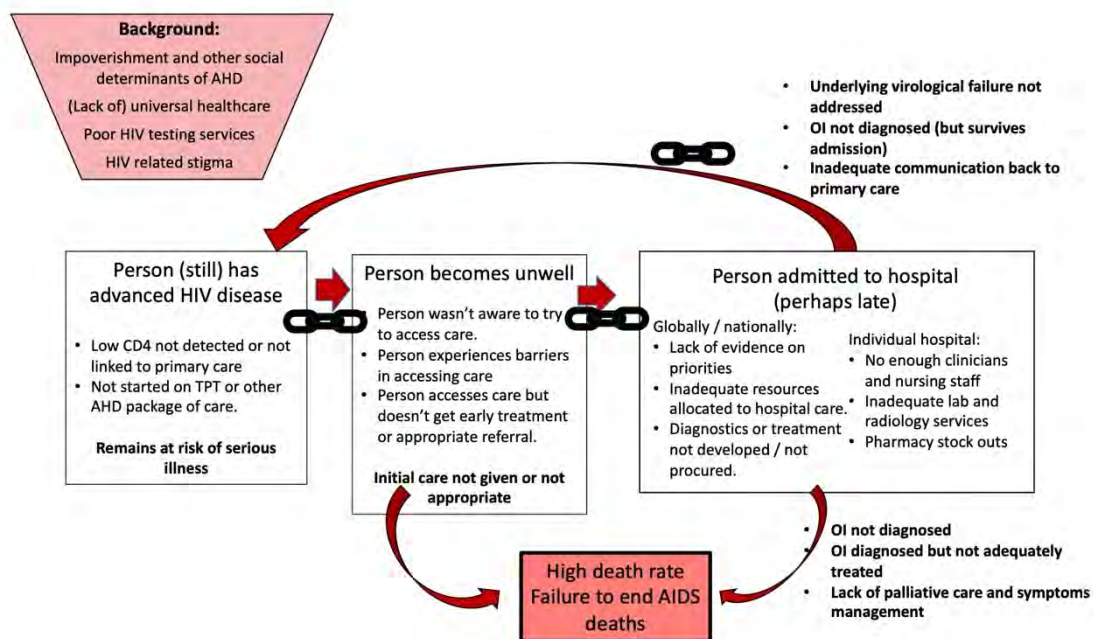 Background:
Impoverishment and other social
determinants of AHD
(Lack of) universal healthcare
Poor HIV testing services
HIV related stigma
• Underlying virological failure not
addressed
• OI not diagnosed (but survives
admission)
• Inadequate communication back to
primary care
Person (still) has
advanced HIV disease
• Low CD4 not detected or not
linked to primary care
• Not started on TPT or other
AHD package of care.
Remains at risk of serious
illness
Person becomes unwell
• Person wasn't aware to try
to access care.
• Person experiences barriers
in accessing care
• Person accesses care but
doesn't get early treatment
or appropriate referral.
Initial care not given or not
appropriate
Person admitted to hospital
(perhaps late)
Globally / nationally:
• Lack of evidence on
priorities
• Inadequate resources
allocated to hospital care.
• Diagnostics or treatment
not developed / not
procured.
Individual hospital:
• No enough clinicians
and nursing staff
• Inadequate lab and
radiology services
• Pharmacy stock outs
• OI not diagnosed
• OI diagnosed but not adequately
treated
• Lack of palliative care and symptoms
management
High death rate
Failure to end AIDS
deaths